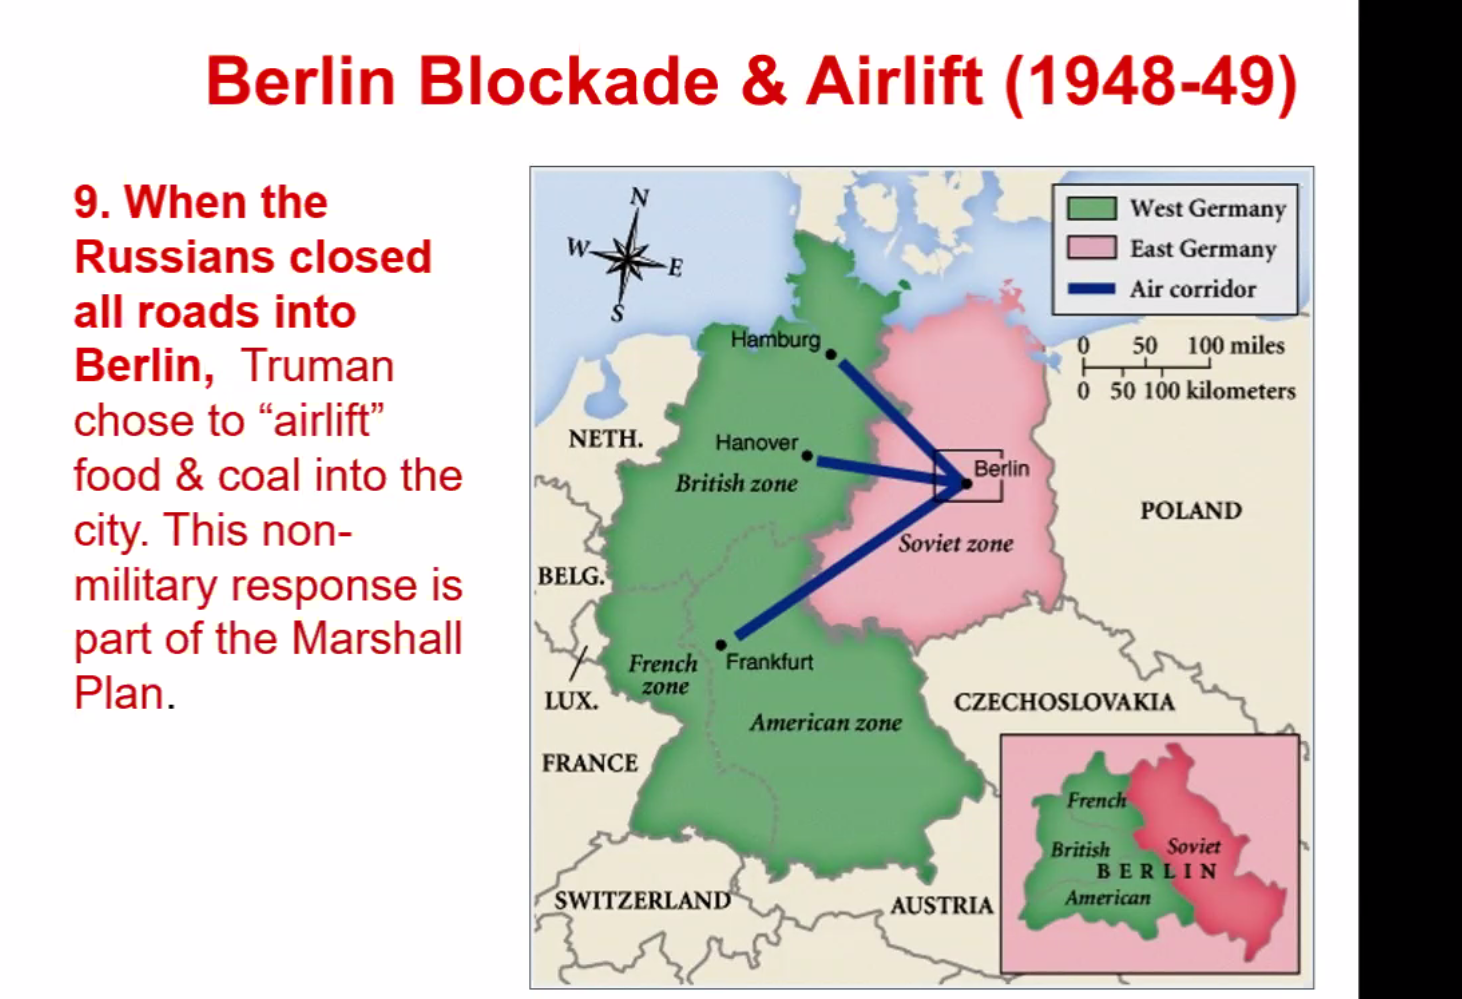 Berlin Blockade & Airlift (1948-49)
9. When the
Russians closed
all roads into
Berlin, Truman
chose to “airlift”
food & coal into the
city. This non-
military response is
part of the Marshall
Plan.
N
W
E
S
West Germany
East Germany
Air corridor
0 50 100 miles
0 50 100 kilometers
Hamburg
NETH.
Hanover
British zone
Berlin
POLAND
Soviet zone
BELG.
Frankfurt
French
zone
LUX.
American zone
CZECHOSLOVAKIA
FRANCE
SWITZERLAND
AUSTRIA
French
British
Soviet
BERLIN
American